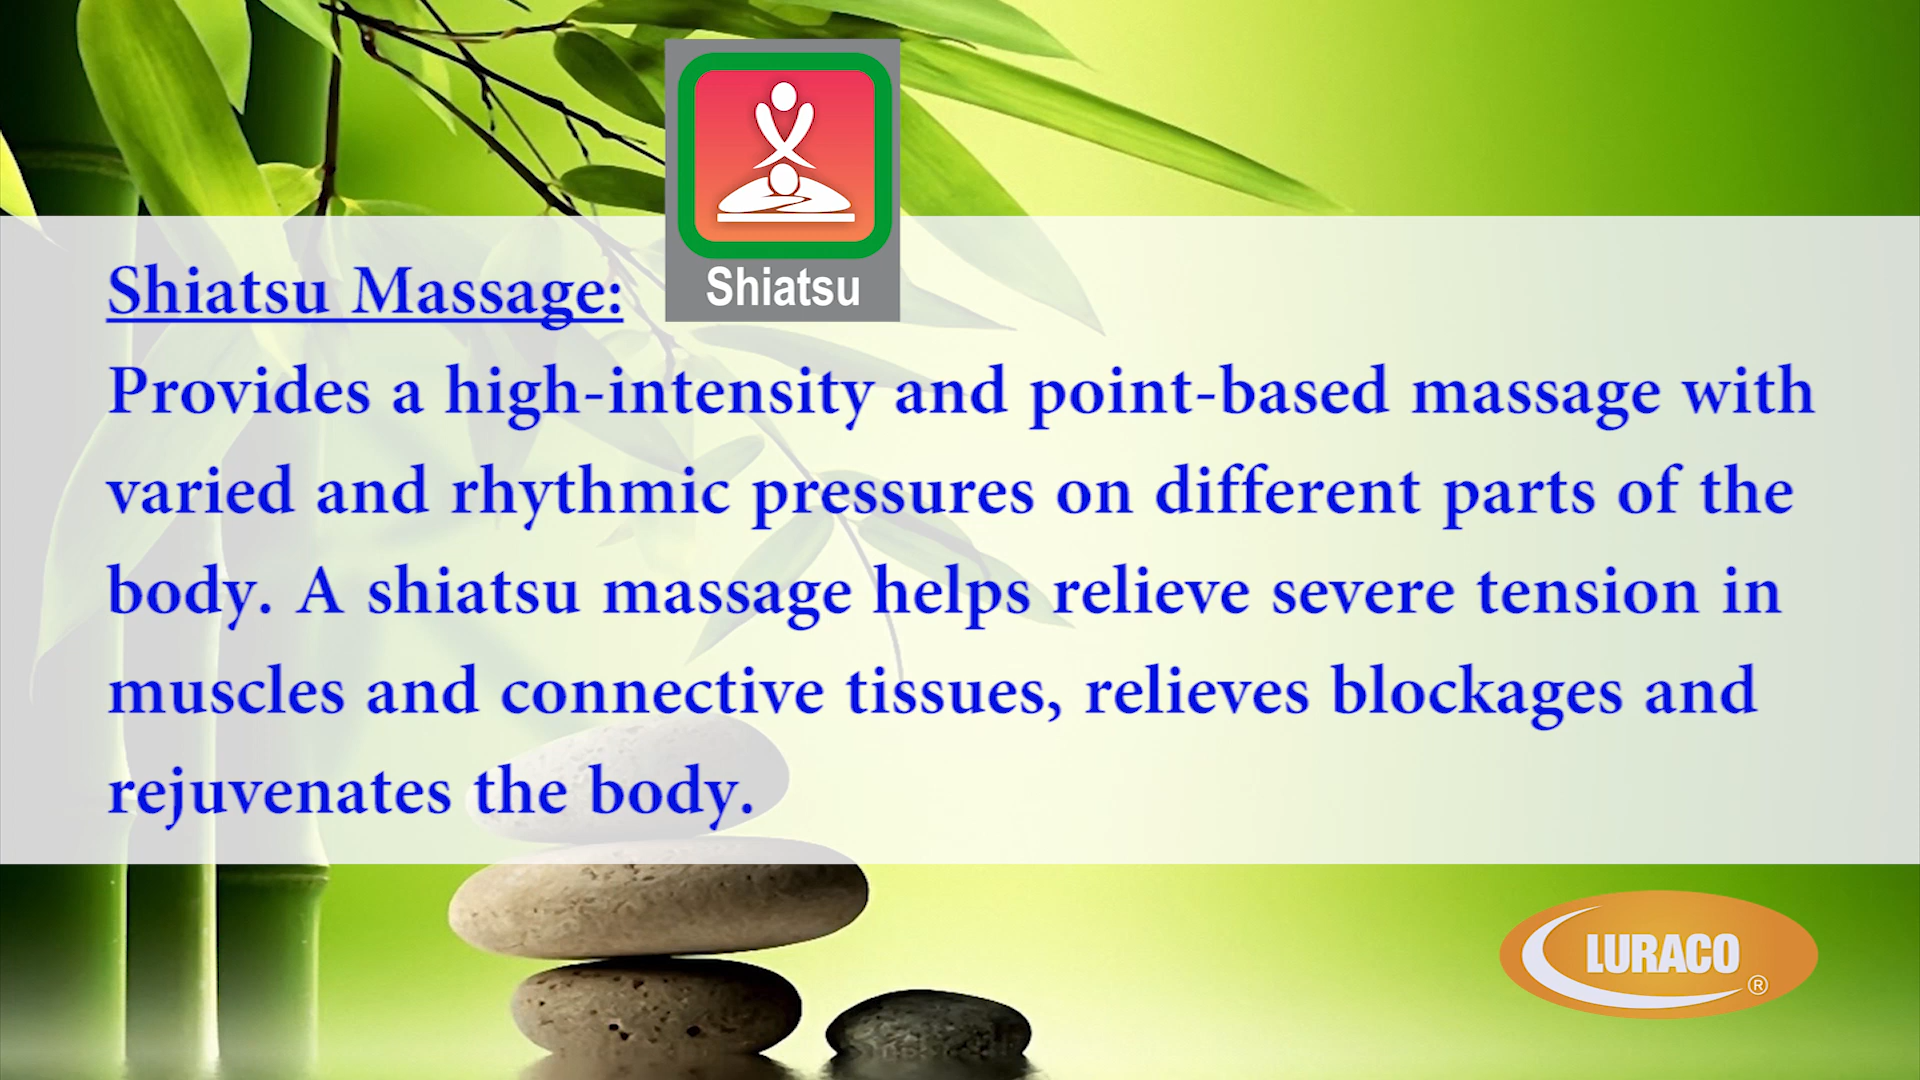 Shiatsu
Shiatsu Massage:
Provides a high-intensity and point-based massage with
varied and rhythmic pressures on different parts of the
body. A shiatsu massage helps relieve severe tension in
muscles and connective tissues, relieves blockages and
rejuvenates the body.
LURACO®